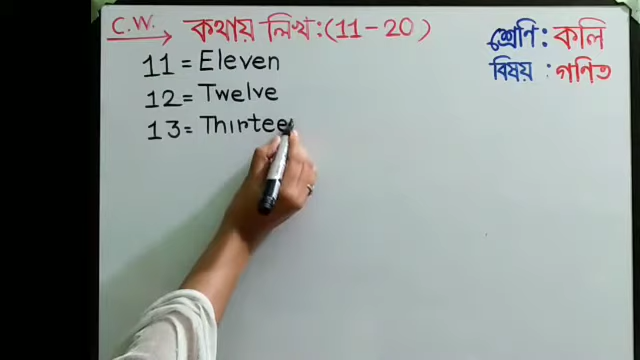 C.W. → কথায় লিখ:(11-20)
11 = Eleven
12 = Twelve
13 = Thirtee
শ্রেণি : কলি
বিষয় : গণিত